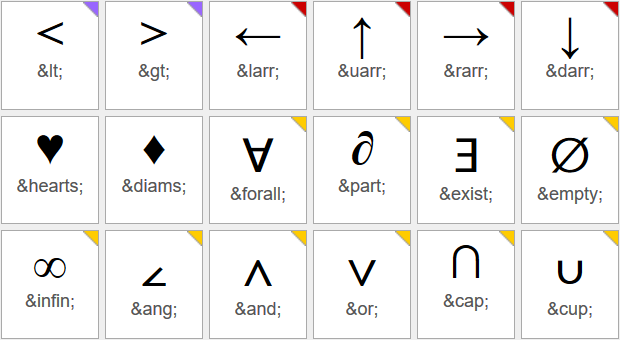 < > ← ↑ → ↓
&lt; &gt; &larr; &uarr; &rarr; &darr;
♥ ♦ ∀ ∂ ∃ ∅
&hearts; &diams; &forall; &part; &exist; &empty;
∞ ∠ ∧ ∨ ∩ ∪
&infin; &ang; &and; &or; &cap; &cup;